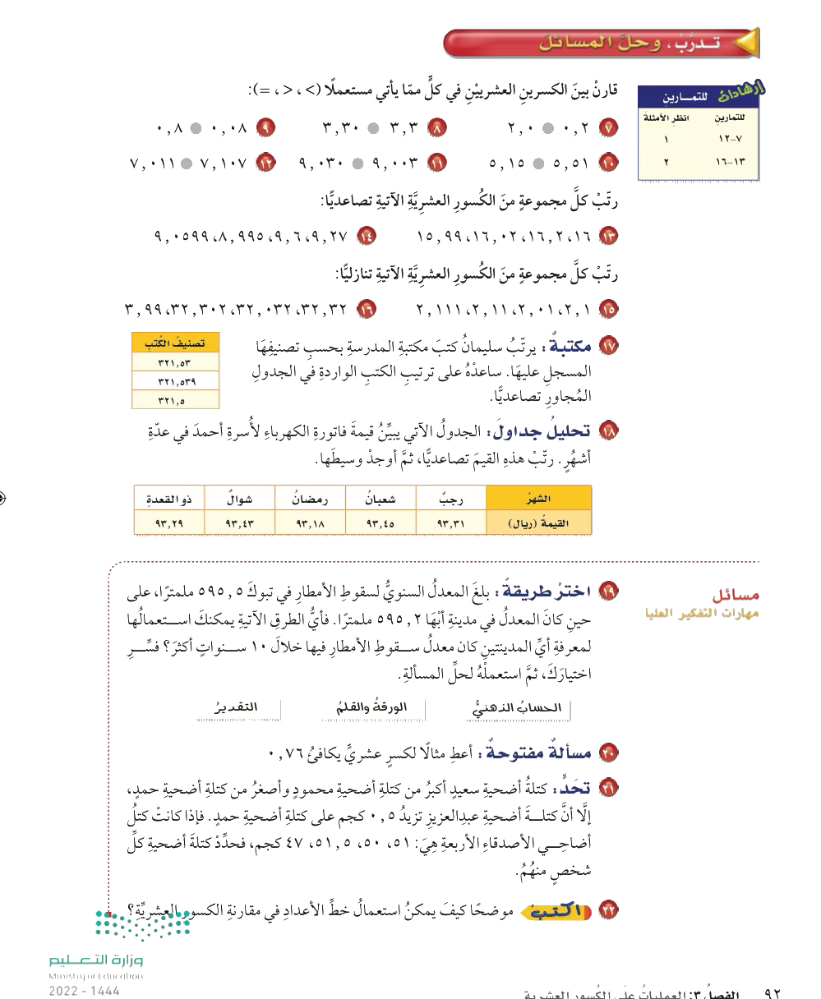 تـدرَّبْ، وحلَّ المسائلَ
إرشاداتٌ للتمـــارينِ
للتمارينِ انظرِ الأمثلةَ
٧–١٢ ١
١٣–١٦ ٢
قارنْ بينَ الكسرينِ العشرييْنِ في كلٍّ ممّا يأتي مستعملًا (> ، < ، =):
٧ ٠,٢ ● ٢,٠ ٨ ٣,٣ ● ٣,٣٠ ٩ ٠,٠٨ ● ٠,٨
١٠ ٥,٥١ ● ٥,١٥ ١١ ٩,٠٠٣ ● ٩,٠٣٠ ١٢ ٧,١٠٧ ● ٧,٠١١
رتّبْ كلَّ مجموعةٍ منَ الكُسورِ العشريَّةِ الآتيةِ تصاعديًّا:
١٣ ١٦، ١٦,٢، ١٦,٠٢، ١٥,٩٩ ١٤ ٩,٢٧، ٩,٦، ٨,٩٩٥، ٩,٠٥٩٩
رتّبْ كلَّ مجموعةٍ منَ الكُسورِ العشريَّةِ الآتيةِ تنازليًّا:
١٥ ٢,١، ٢,٠١، ٢,١١، ٢,١١١ ١٦ ٣٢,٣٢، ٣٢,٠٣٢، ٣٢,٣٠٢، ٣,٩٩
١٧ مكتبةٌ: يرتّبُ سليمانُ كتبَ مكتبةِ المدرسةِ بحسبِ تصنيفِهَا
المسجلِ عليهَا. ساعدْهُ على ترتيبِ الكتبِ الواردةِ في الجدولِ
المُجاورِ تصاعديًّا.
تصنيفُ الكُتبِ
٣٢١,٥٣
٣٢١,٥٣٩
٣٢١,٥
١٨ تحليلُ جداولَ: الجدولُ الآتي يبيِّنُ قيمةَ فاتورةِ الكهرباءِ لأُسرةِ أحمدَ في عدّةِ
أشهُرٍ. رتّبْ هذهِ القيمَ تصاعديًّا، ثمَّ أوجدْ وسيطَها.
الشهرُ رجبٌ شعبانُ رمضانُ شوالٌ ذو القعدةِ
القيمةُ (ريال) ٩٣,٣١ ٩٣,٤٥ ٩٣,١٨ ٩٣,٤٣ ٩٣,٢٩
مسائل
مهارات التفكير العليا
١٩ اخترْ طريقةً: بلغَ المعدلُ السنويُّ لسقوطِ الأمطارِ في تبوكَ ٥٩٥,٥ ملمترًا، على
حينِ كانَ المعدلُ في مدينةِ أبْهَا ٥٩٥,٢ ملمترًا. فأيُّ الطرقِ الآتيةِ يمكنكَ اســتعمالُها
لمعرفةِ أيِّ المدينتينِ كان معدلُ ســقوطِ الأمطارِ فيها خلالَ ١٠ ســنواتٍ أكثرَ؟ فسِّـــرِ
اختيارَكَ، ثمَّ استعملْهُ لحلِّ المسألةِ.
الحسابُ الذهنيُّ الورقةُ والقلمُ التقديرُ
٢٠ مسألةٌ مفتوحةٌ: أعطِ مثالًا لكسرٍ عشريٍّ يكافئُ ٠,٧٦
٢١ تحَدٍّ: كتلةُ أضحيةِ سعيدٍ أكبرُ من كتلةِ أضحيةِ محمودٍ وأصغرُ من كتلةِ أضحيةِ حمدٍ،
إلَّا أنَّ كتلــةَ أضحيةِ عبدِالعزيزِ تزيدُ ٠,٥ كجم على كتلةِ أضحيةِ حمدٍ. فإذا كانتْ كتلُ
أضاحِــي الأصدقاءِ الأربعةِ هِيَ: ٥١، ٥٠، ٥١,٥، ٤٧ كجم، فحدِّدْ كتلةَ أضحيةِ كلِّ
شخصٍ منهُمُ.
٢٢ اكتب موضحًا كيفَ يمكنُ استعمالُ خطِّ الأعدادِ في مقارنةِ الكسورِ العشريَّةِ؟
وزارة التعـليم
Ministry of Education
2022 - 1444
٩٢ الفصلُ ٣: العملياتُ علَى الكُسورِ العشرية